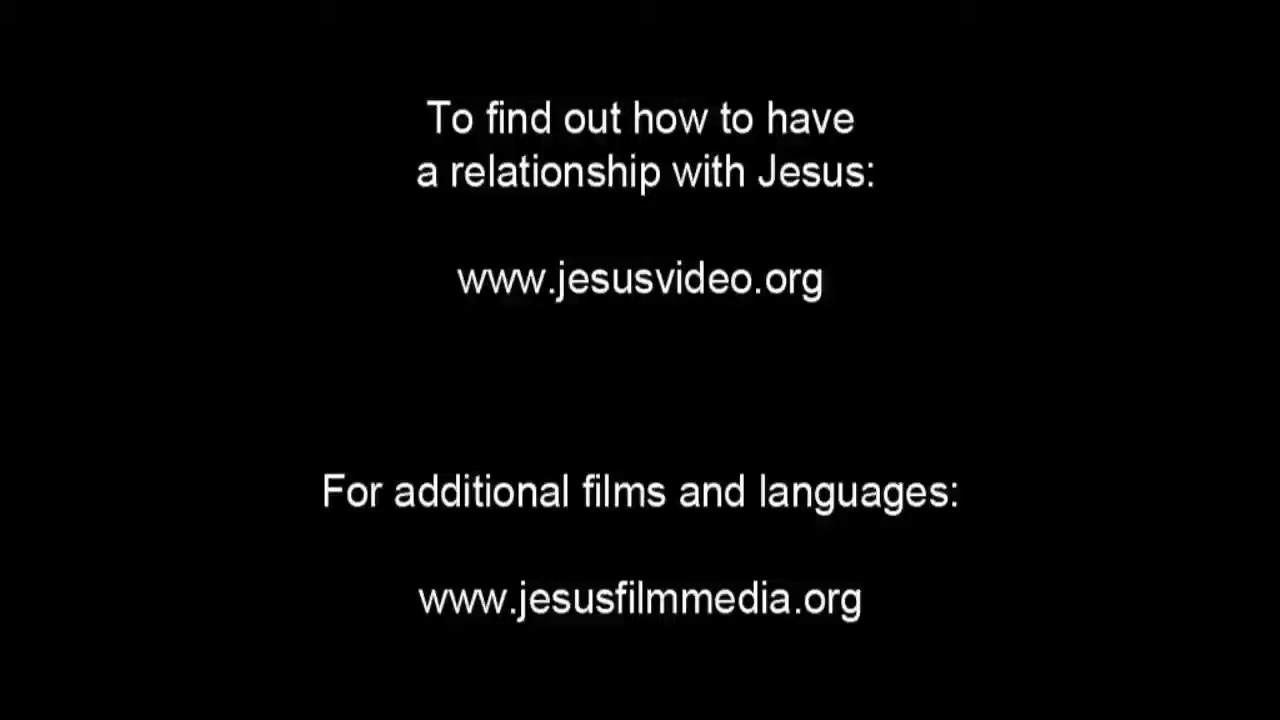 To find out how to have
a relationship with Jesus:
www.jesusvideo.org
For additional films and languages:
www.jesusfilmmedia.org